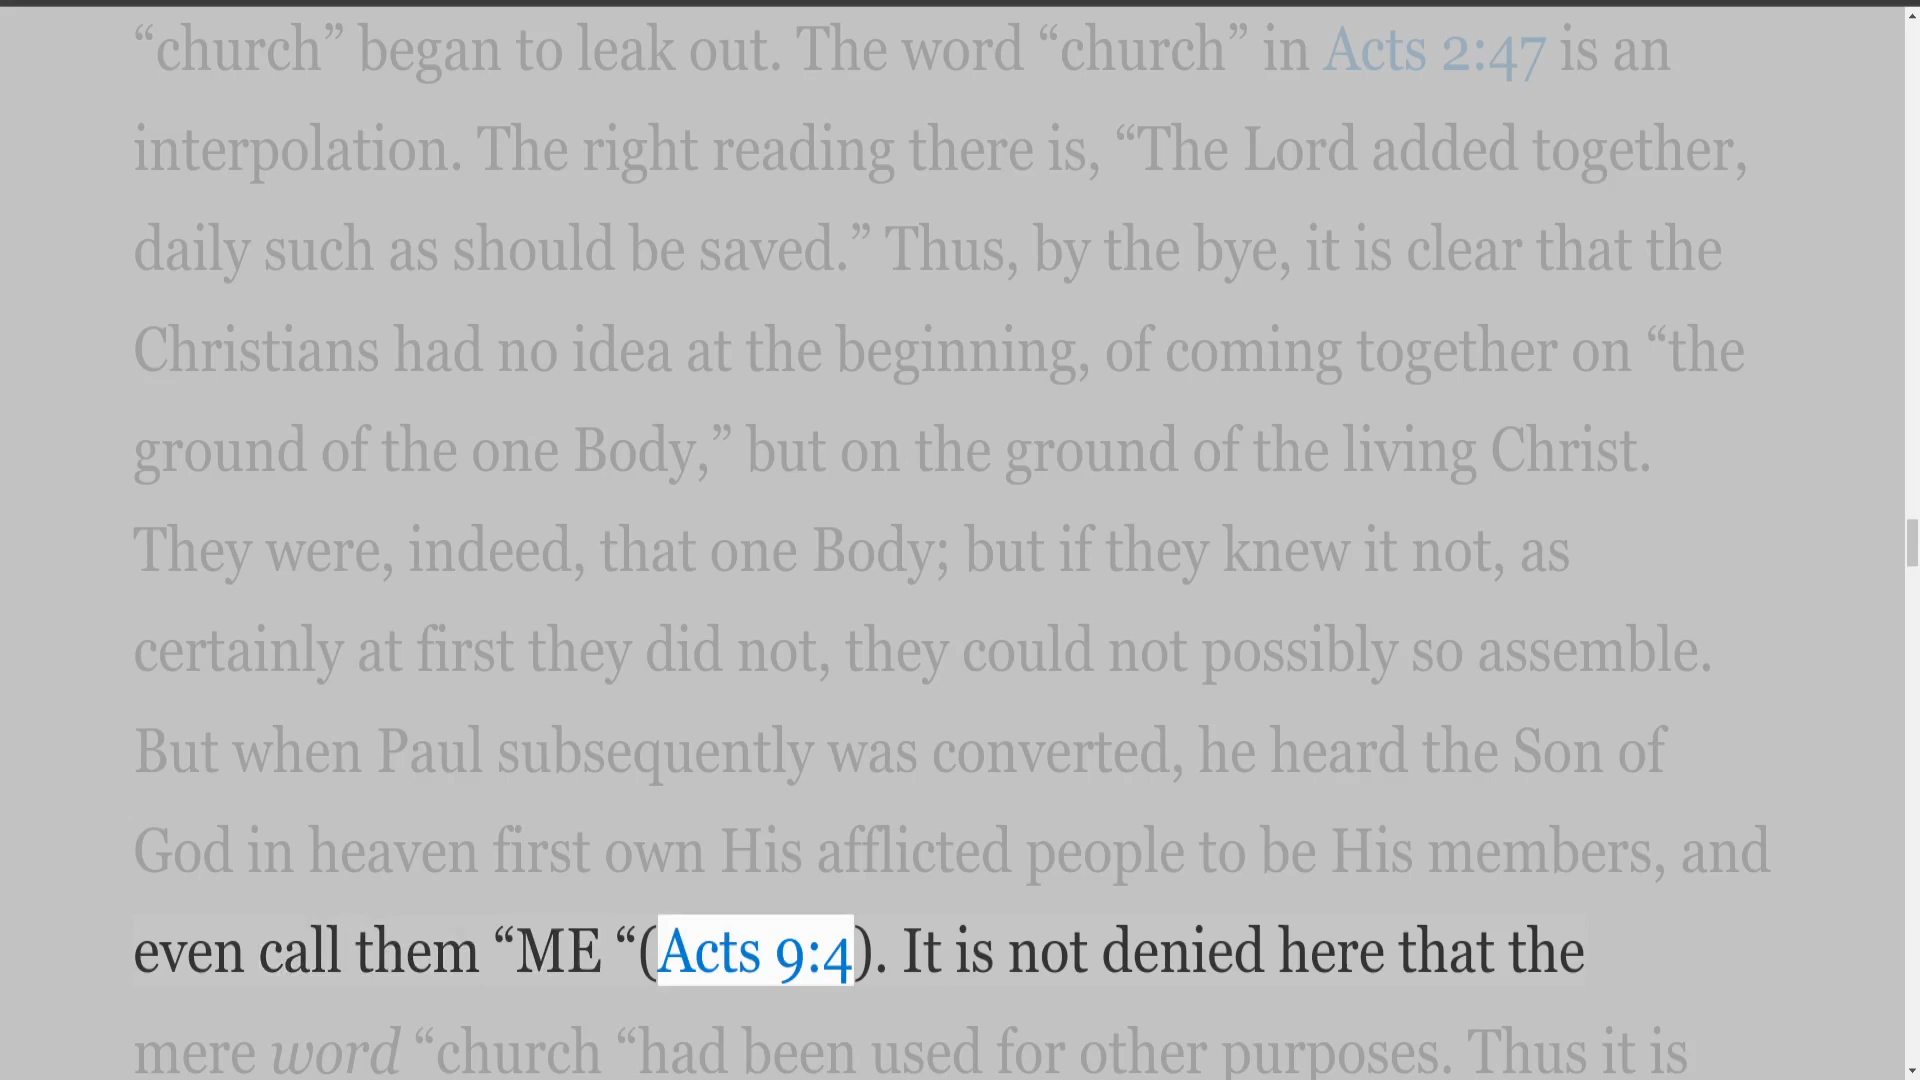 “church” began to leak out. The word “church” in Acts 2:47 is an
interpolation. The right reading there is, “The Lord added together,
daily such as should be saved.” Thus, by the bye, it is clear that the
Christians had no idea at the beginning, of coming together on “the
ground of the one Body,” but on the ground of the living Christ.
They were, indeed, that one Body; but if they knew it not, as
certainly at first they did not, they could not possibly so assemble.
But when Paul subsequently was converted, he heard the Son of
God in heaven first own His afflicted people to be His members, and
even call them “ME “(Acts 9:4). It is not denied here that the
mere word “church “had been used for other purposes. Thus it is